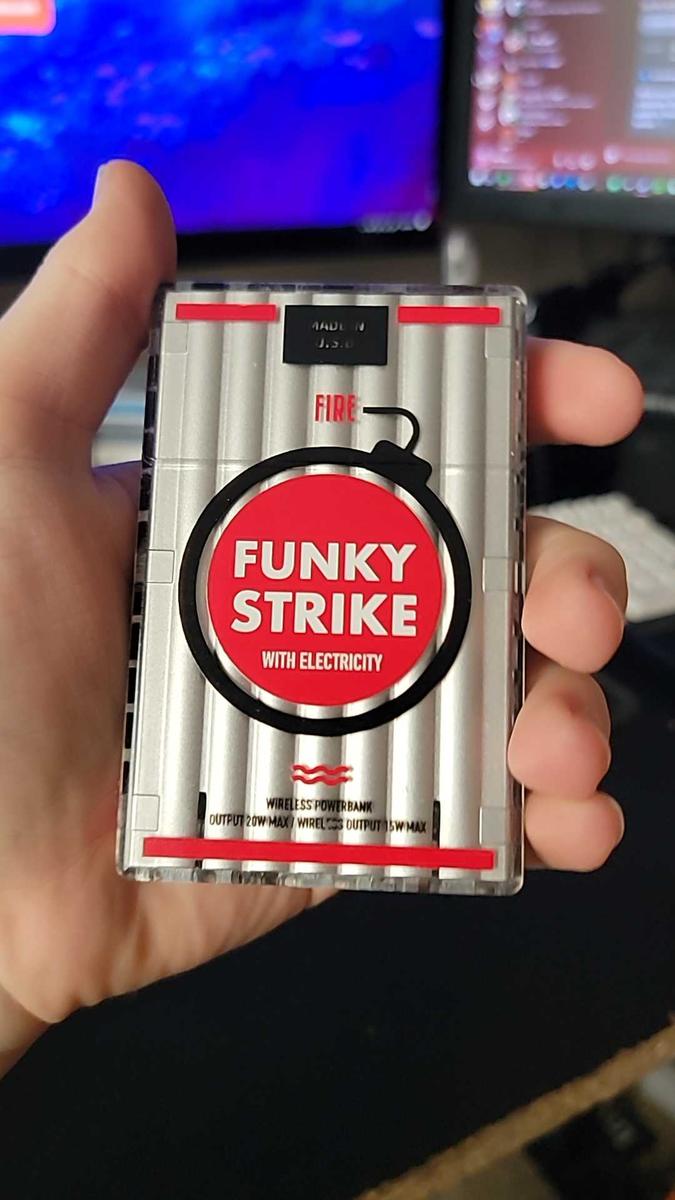 MADE IN
U.S.B
FIRE
FUNKY
STRIKE
WITH ELECTRICITY
WIRELESS POWERBANK
OUTPUT 20W MAX / WIRELESS OUTPUT 15W MAX